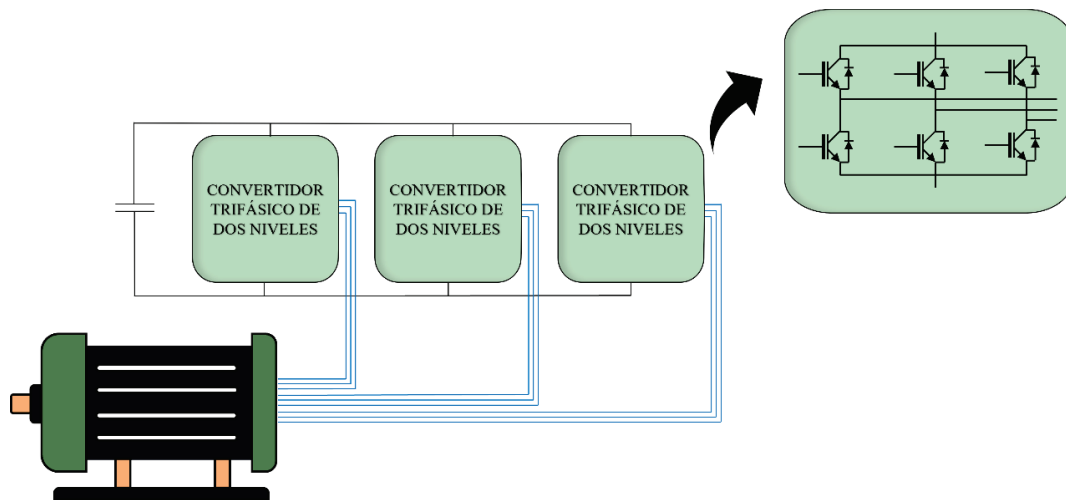 CONVERTIDOR
TRIFÁSICO DE
DOS NIVELES
CONVERTIDOR
TRIFÁSICO DE
DOS NIVELES
CONVERTIDOR
TRIFÁSICO DE
DOS NIVELES